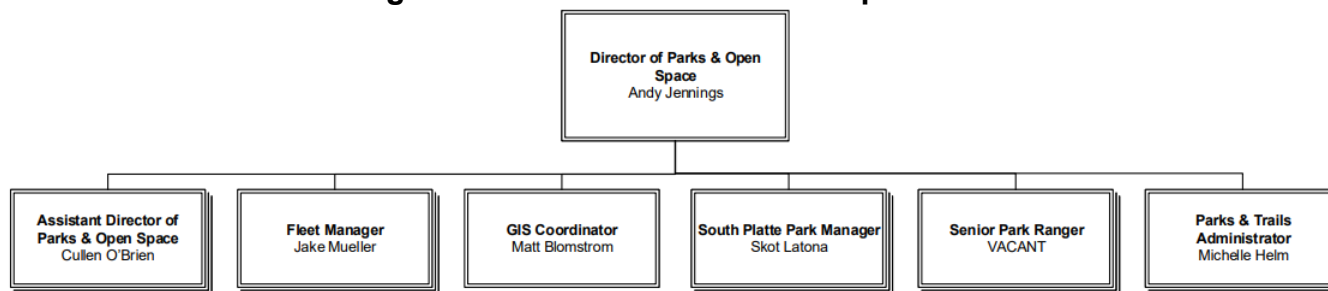 Director of Parks & Open
Space
Andy Jennings
Assistant Director of
Parks & Open Space
Cullen O'Brien
Fleet Manager
Jake Mueller
GIS Coordinator
Matt Blomstrom
South Platte Park Manager
Skot Latona
Senior Park Ranger
VACANT
Parks & Trails
Administrator
Michelle Helm